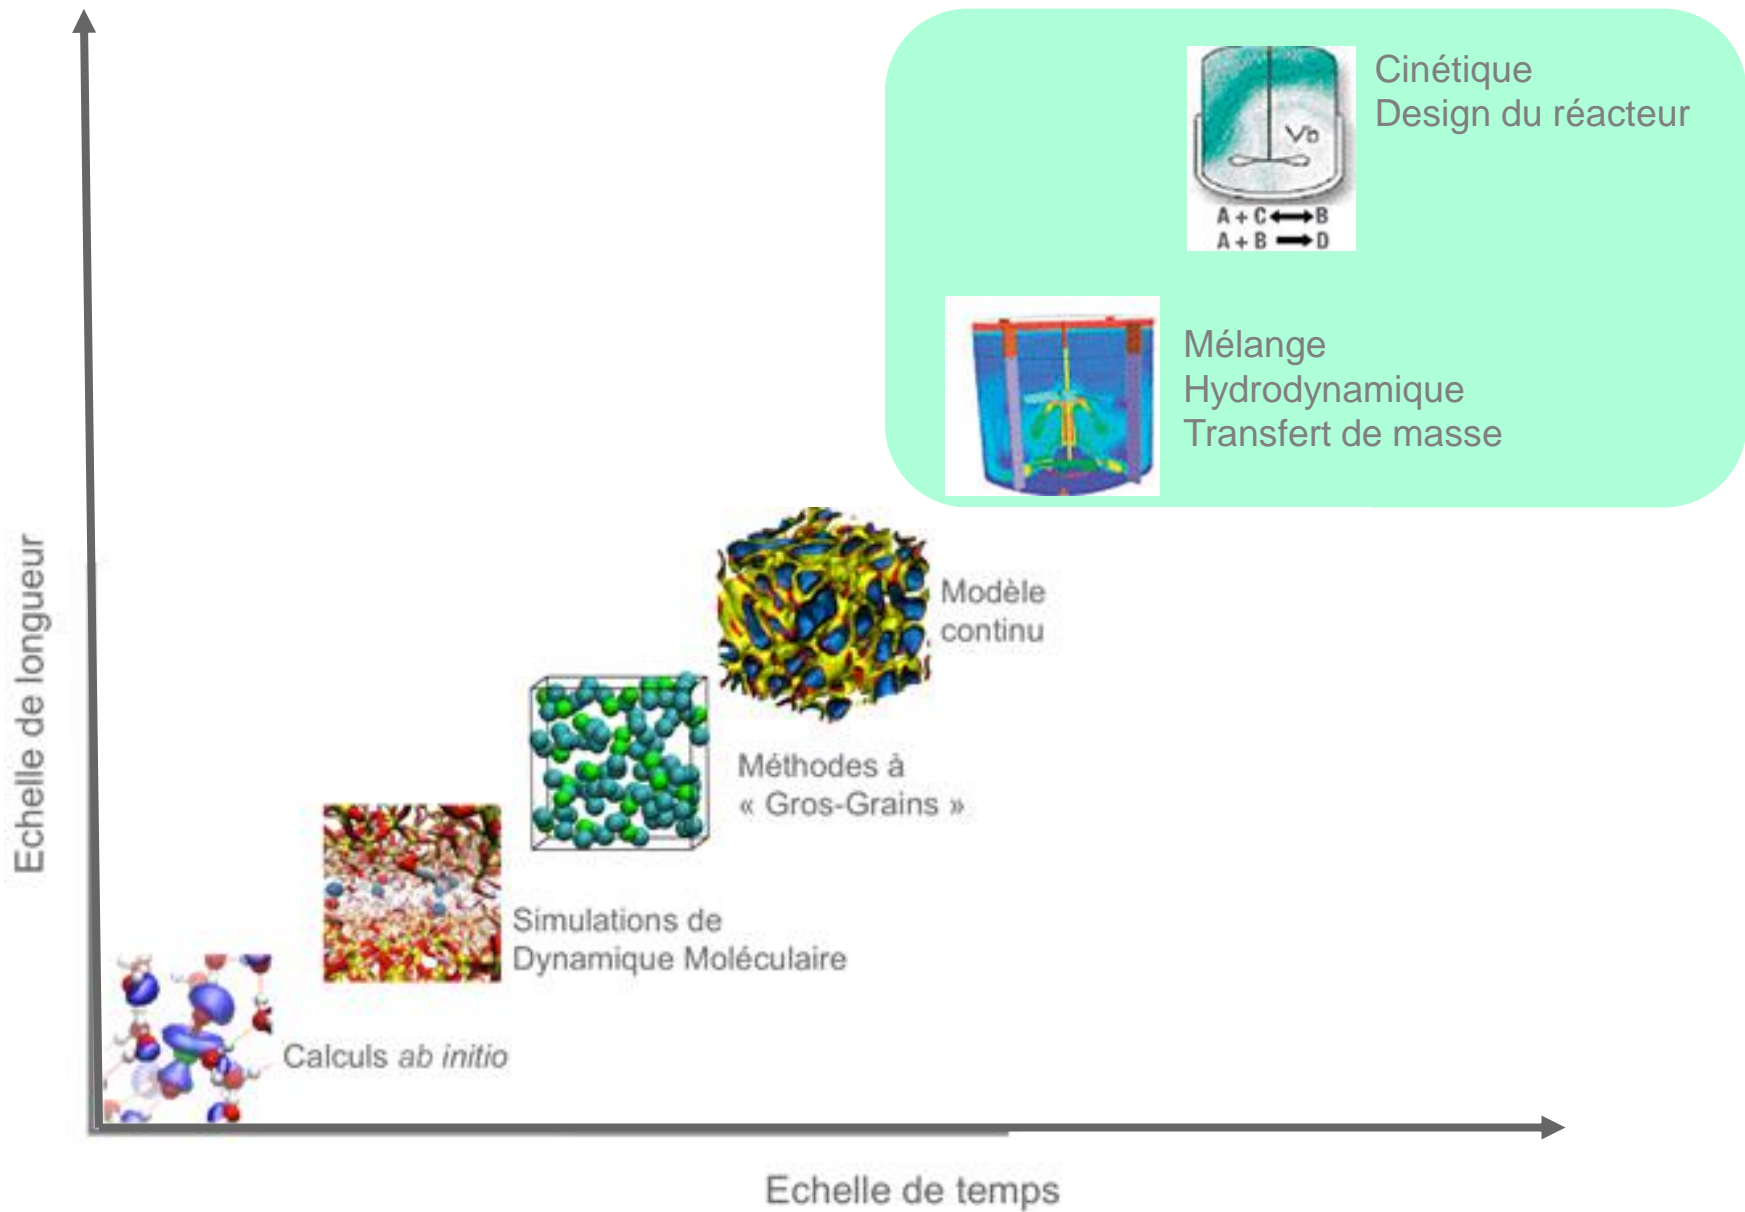 Cinétique
Design du réacteur
Vb
A + C ⟷ B
A + B ➡ D
Mélange
Hydrodynamique
Transfert de masse
Modèle
continu
Méthodes à
« Gros-Grains »
Simulations de
Dynamique Moléculaire
Calculs ab initio
Echelle de longueur
Echelle de temps